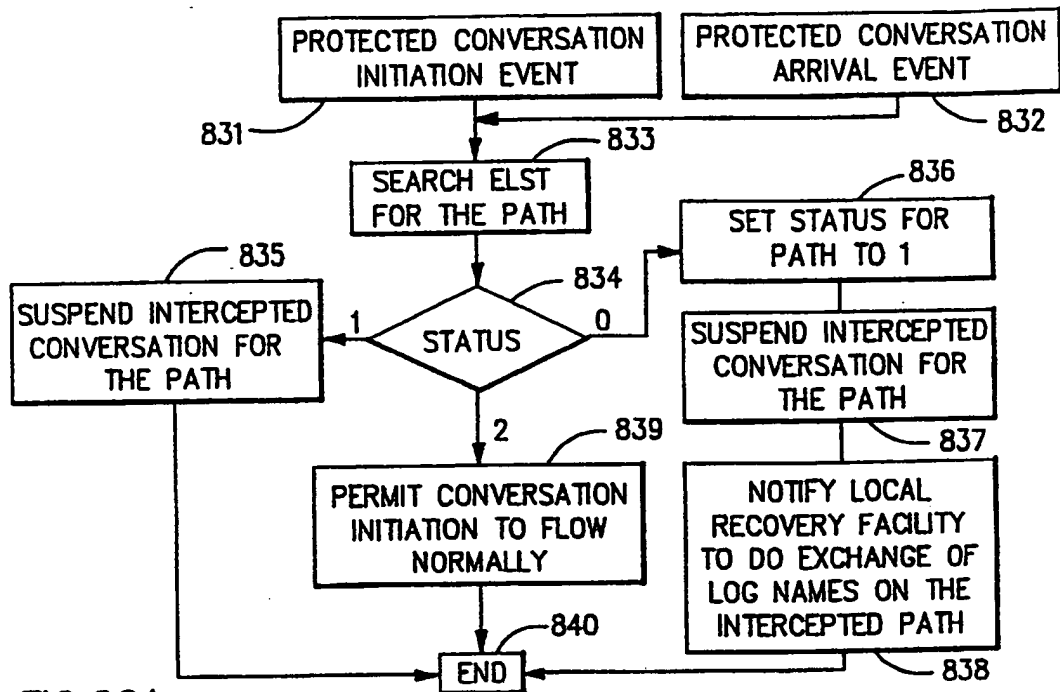 PROTECTED CONVERSATION
INITIATION EVENT
831
PROTECTED CONVERSATION
ARRIVAL EVENT
832
833
SEARCH ELST
FOR THE PATH
834
STATUS
1
0
2
835
SUSPEND INTERCEPTED
CONVERSATION FOR
THE PATH
836
SET STATUS FOR
PATH TO 1
SUSPEND INTERCEPTED
CONVERSATION FOR
THE PATH
837
839
PERMIT CONVERSATION
INITIATION TO FLOW
NORMALLY
NOTIFY LOCAL
RECOVERY FACILITY
TO DO EXCHANGE OF
LOG NAMES ON THE
INTERCEPTED PATH
838
840
END